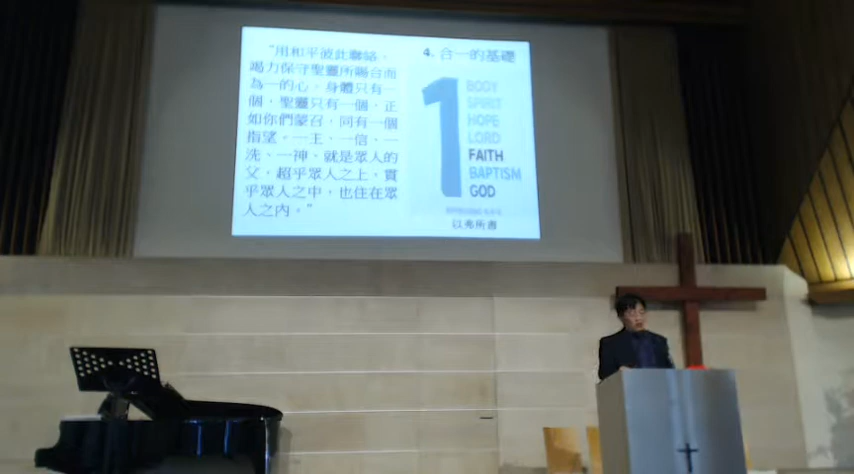 “用和平彼此聯絡，
竭力保守聖靈所賜合而
為一的心。身體只有一
個，聖靈只有一個，正
如你們蒙召，同有一個
指望。一主、一信、一
洗、一神、就是眾人的
父，超乎眾人之上，貫
乎眾人之中，也住在眾
人之內。”
4. 合一的基礎
1
BODY
SPIRIT
HOPE
LORD
FAITH
BAPTISM
GOD
以弗所書